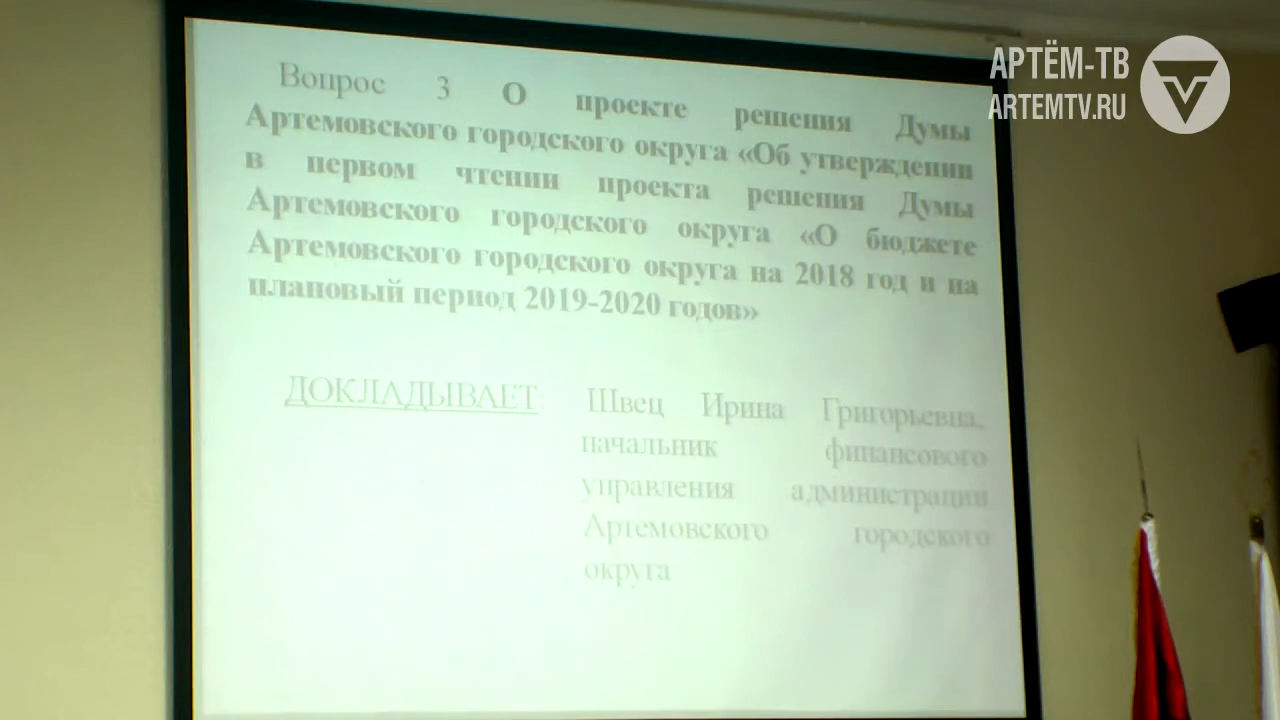 АРТЁМ-ТВ
ARTEMTV.RU
Вопрос 3 О проекте решения Думы
Артемовского городского округа «Об утверждении
в первом чтении проекта решения Думы
Артемовского городского округа «О бюджете
Артемовского городского округа на 2018 год и на
плановый период 2019-2020 годов»
ДОКЛАДЫВАЕТ: Швец Ирина Григорьевна,
начальник финансового
управления администрации
Артемовского городского
округа